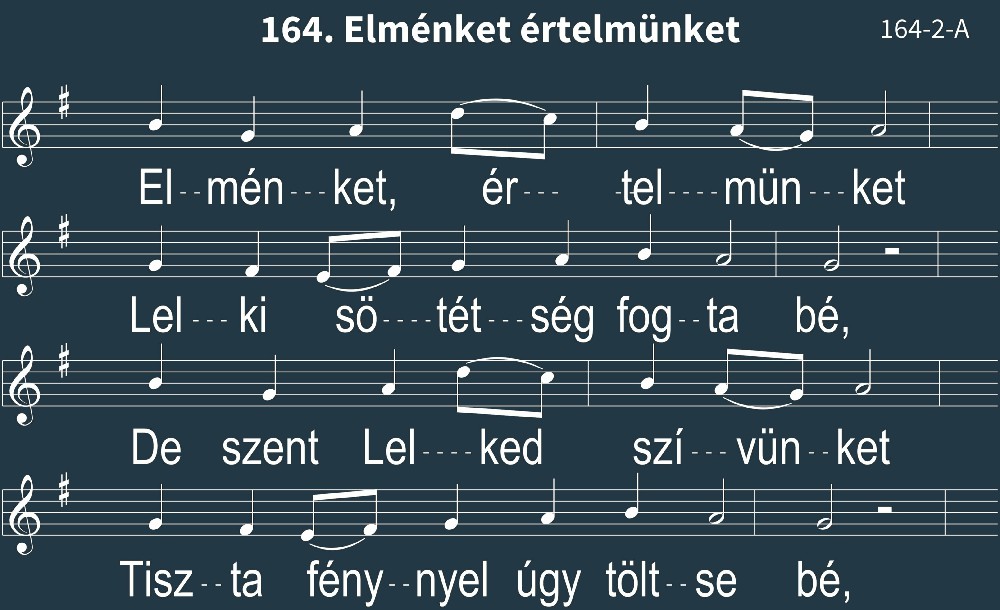 164. Elménket értelmünket
164-2-A
El--mén---ket, ér--- -tel----mün---ket
Lel---ki sö----tét---ség fog--ta bé,
De szent Lel----ked szí---vün--ket
Tisz--ta fény--nyel úgy tölt--se bé,